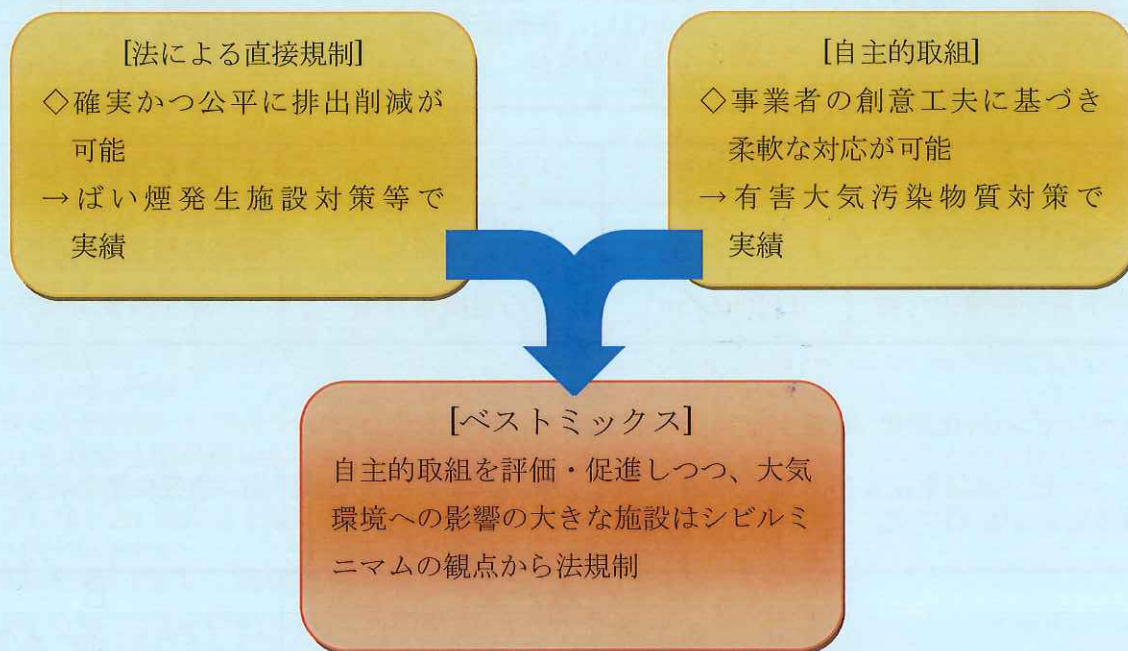 [法による直接規制]
◇確実かつ公平に排出削減が
可能
→ばい煙発生施設対策等で
実績
[自主的取組]
◇事業者の創意工夫に基づき
柔軟な対応が可能
→有害大気汚染物質対策で
実績
[ベストミックス]
自主的取組を評価・促進しつつ、大気
環境への影響の大きな施設はシビルミ
ニマムの観点から法規制